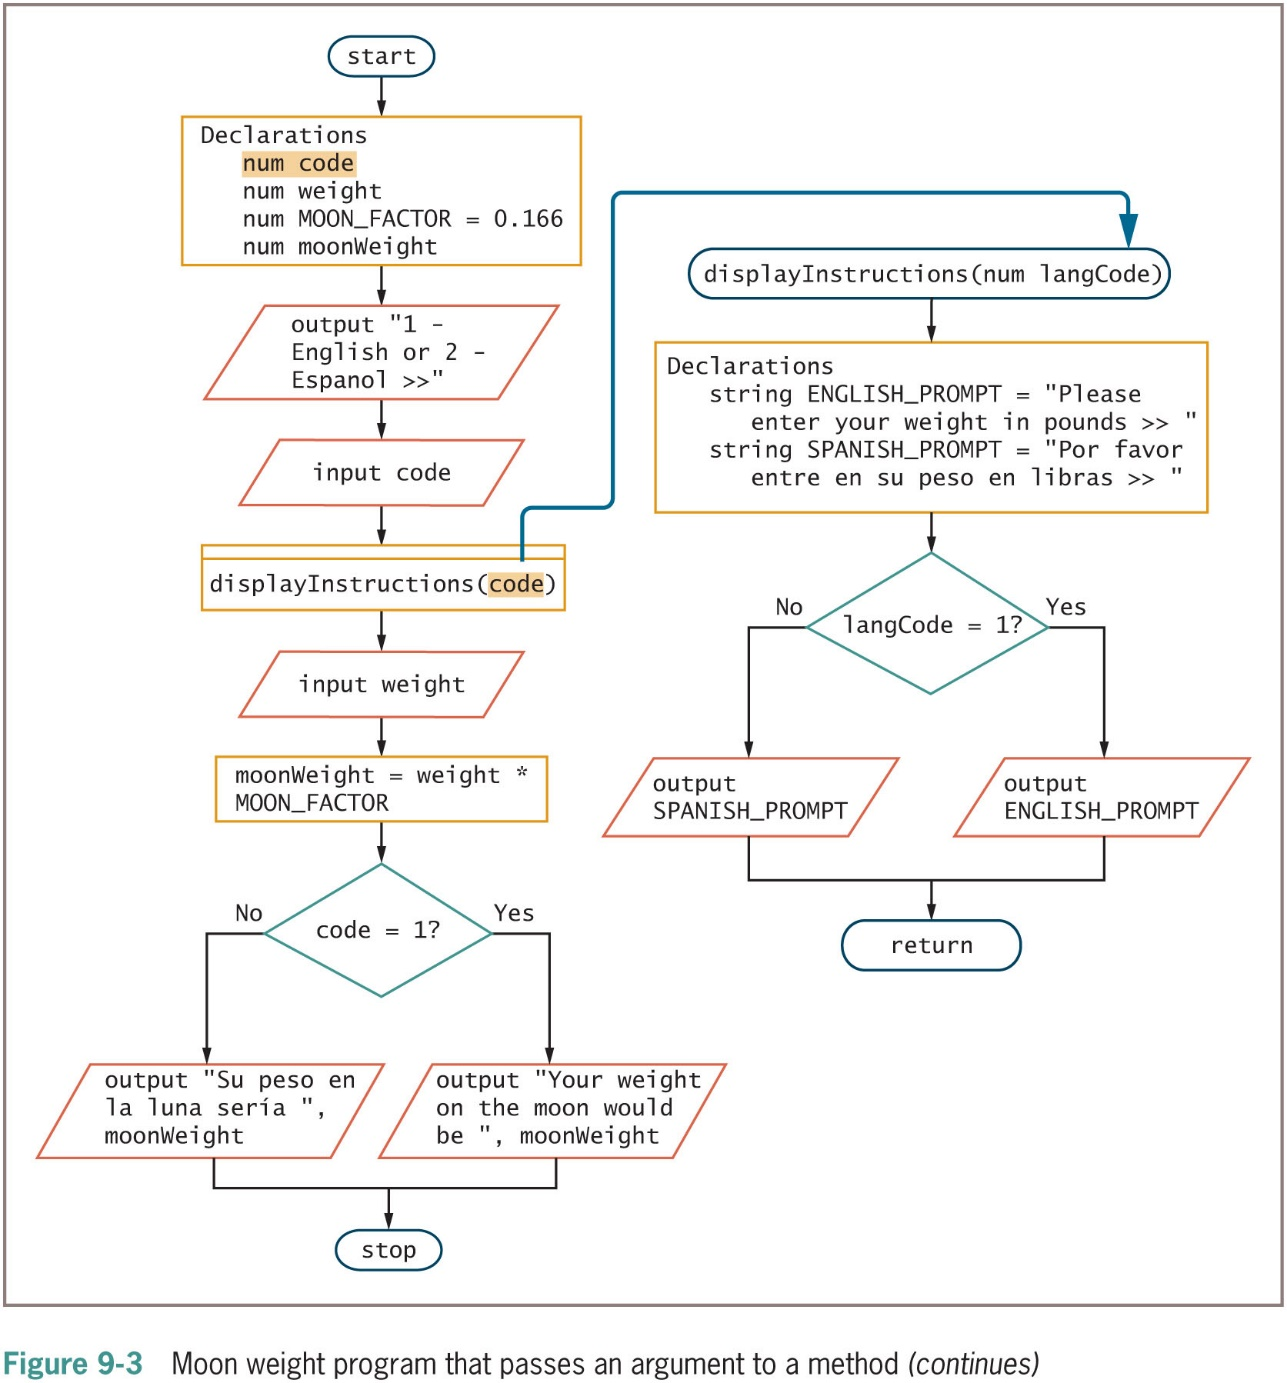 start
Declarations
num code
num weight
num MOON_FACTOR = 0.166
num moonWeight
output "1 –
English or 2 –
Espanol >>"
input code
displayInstructions(code)
input weight
moonWeight = weight *
MOON_FACTOR
code = 1?
No
Yes
output "Su peso en
la luna sería ",
moonWeight
output "Your weight
on the moon would
be ", moonWeight
stop
displayInstructions(num langCode)
Declarations
string ENGLISH_PROMPT = "Please
enter your weight in pounds >> "
string SPANISH_PROMPT = "Por favor
entre en su peso en libras >> "
langCode = 1?
No
Yes
output
SPANISH_PROMPT
output
ENGLISH_PROMPT
return
Figure 9-3 Moon weight program that passes an argument to a method (continues)